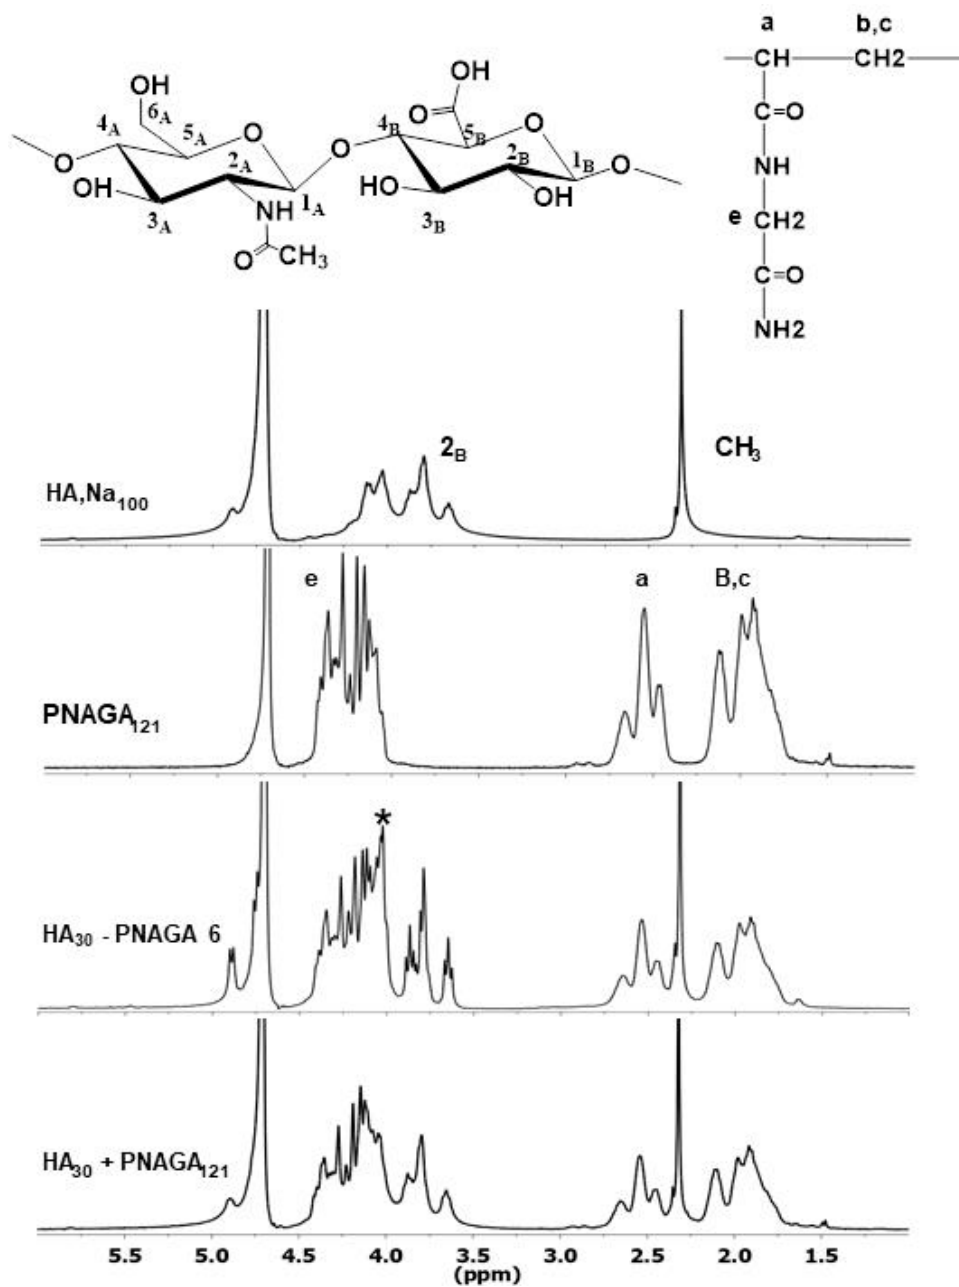 a b,c
CH CH2
C=O
NH
e CH2
C=O
NH2
OH
6A
4A 5A O
O
HO 2A
3A 1A
NH
O CH3
O
OH
O
4B 5B O
HO 2B 1B O
3B OH
HA,Na100
2B
CH3
PNAGA121
e a B,c
HA30 - PNAGA 6
*
HA30 + PNAGA121
5.5 5.0 4.5 4.0 3.5 3.0 2.5 2.0 1.5
(ppm)